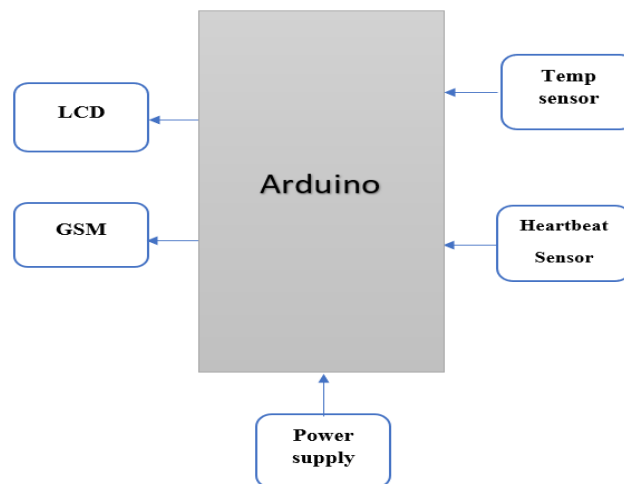 LCD
GSM
Arduino
Temp
sensor
Heartbeat
Sensor
Power
supply